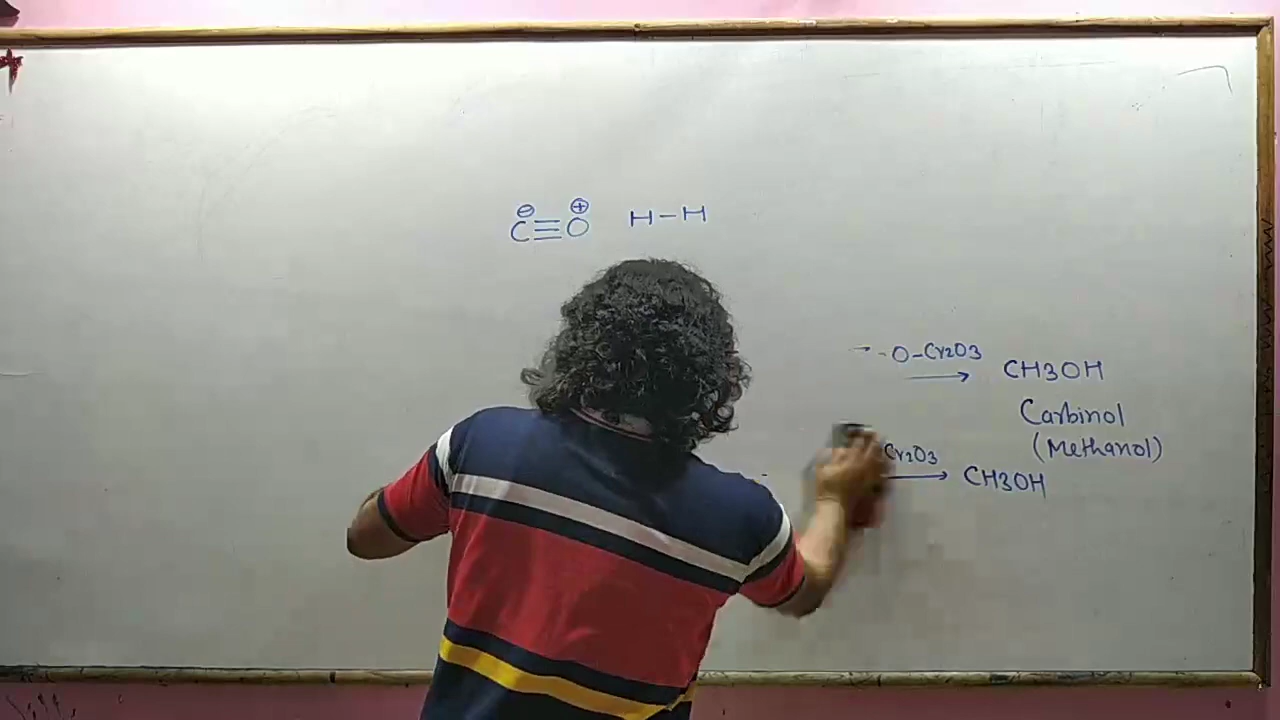 C⊖≡O⊕ H-H
-O-Cr2O3
→ CH3OH
Carbinol
(Methanol)
Cr2O3
→ CH3OH